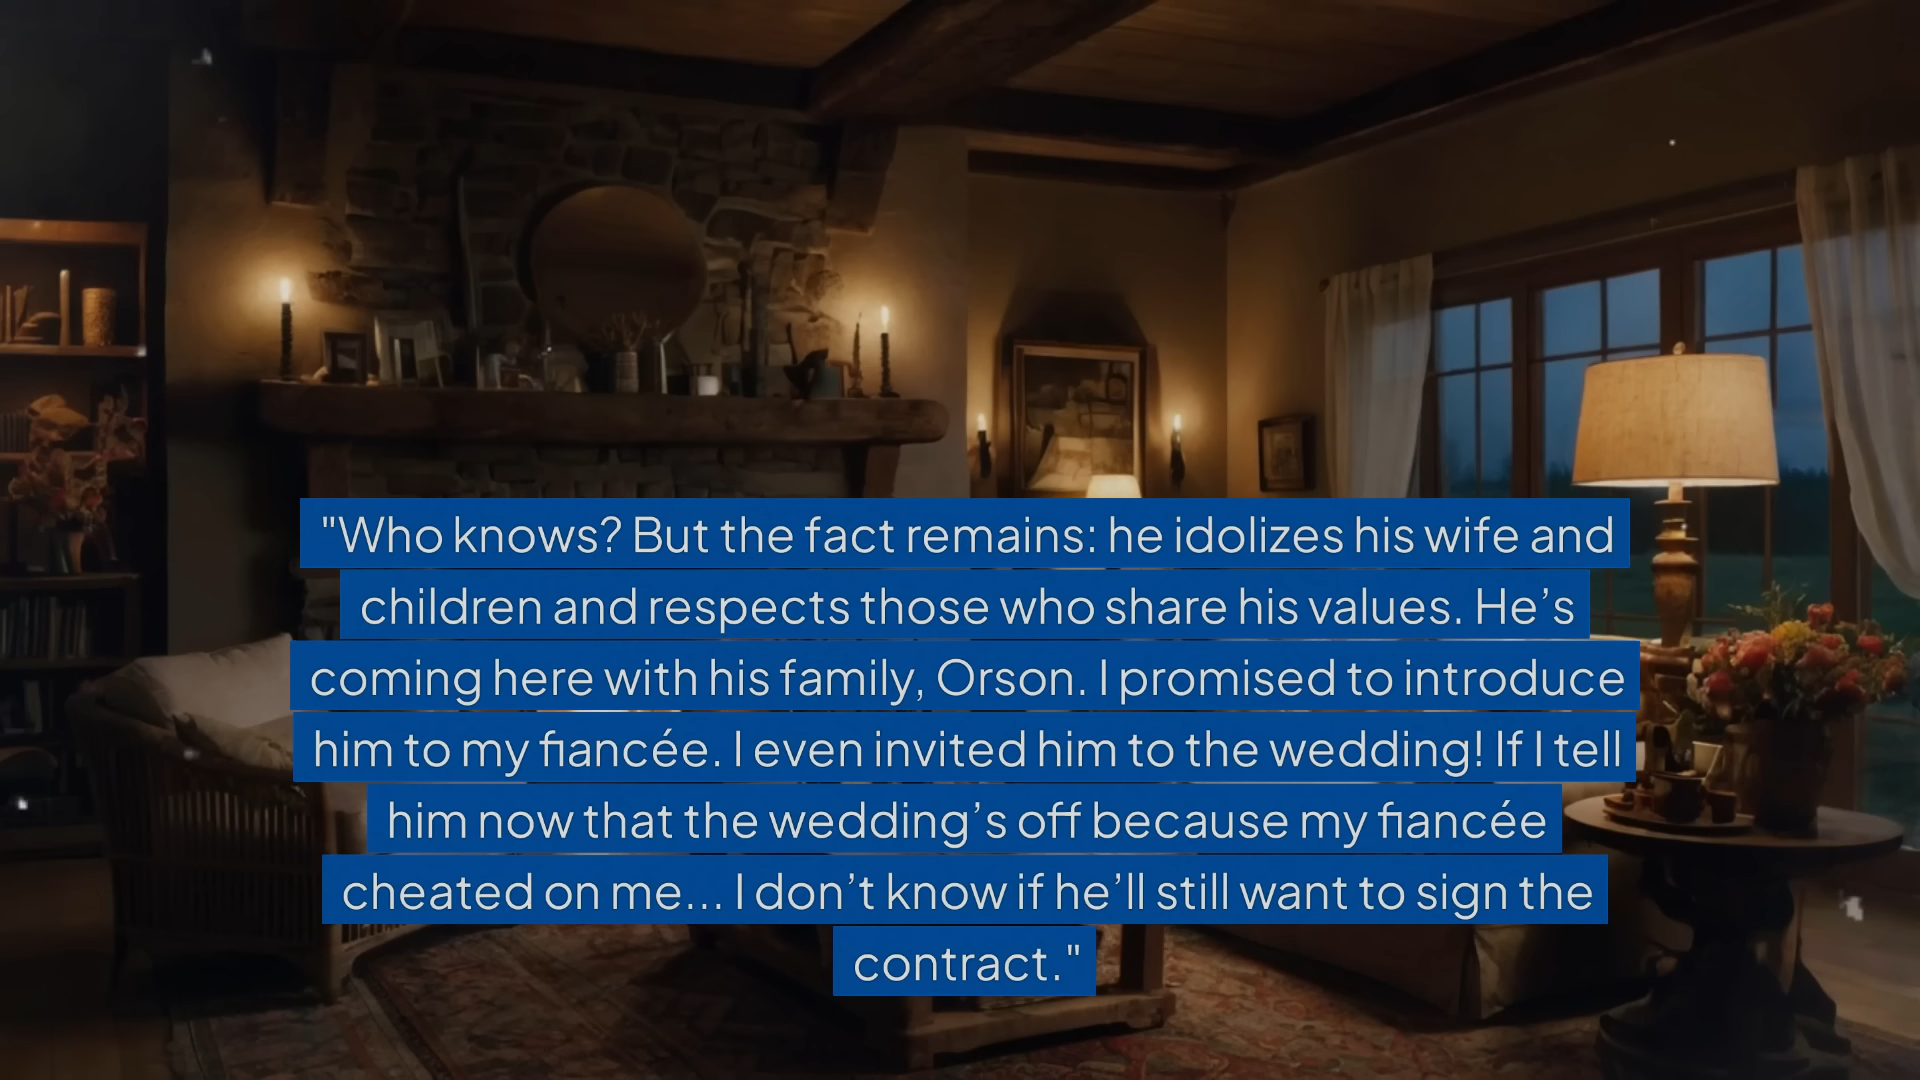 "Who knows? But the fact remains: he idolizes his wife and
children and respects those who share his values. He’s
coming here with his family, Orson. I promised to introduce
him to my fiancée. I even invited him to the wedding! If I tell
him now that the wedding’s off because my fiancée
cheated on me... I don’t know if he’ll still want to sign the
contract."